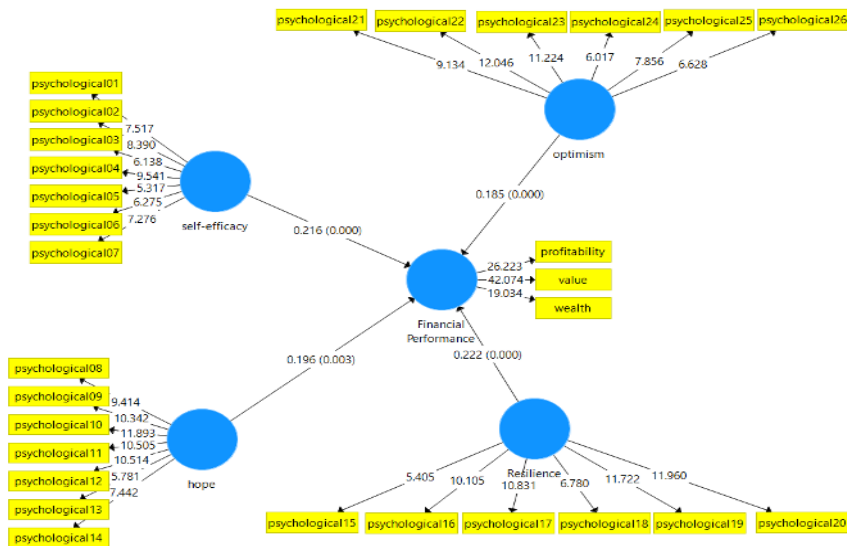 psychological21
psychological22
psychological23
psychological24
psychological25
psychological26
9.134
12.046
11.224
6.017
7.856
6.628
optimism
psychological01
psychological02
psychological03
psychological04
psychological05
psychological06
psychological07
7.517
8.390
6.138
9.541
5.317
6.275
7.276
self-efficacy
0.216 (0.000)
0.185 (0.000)
profitability
value
wealth
26.223
42.074
19.034
Financial
Performance
0.196 (0.003)
0.222 (0.000)
psychological08
psychological09
psychological10
psychological11
psychological12
psychological13
psychological14
9.414
10.342
11.893
10.505
10.514
5.781
7.442
hope
Resilience
5.405
10.105
10.831
6.780
11.722
11.960
psychological15
psychological16
psychological17
psychological18
psychological19
psychological20